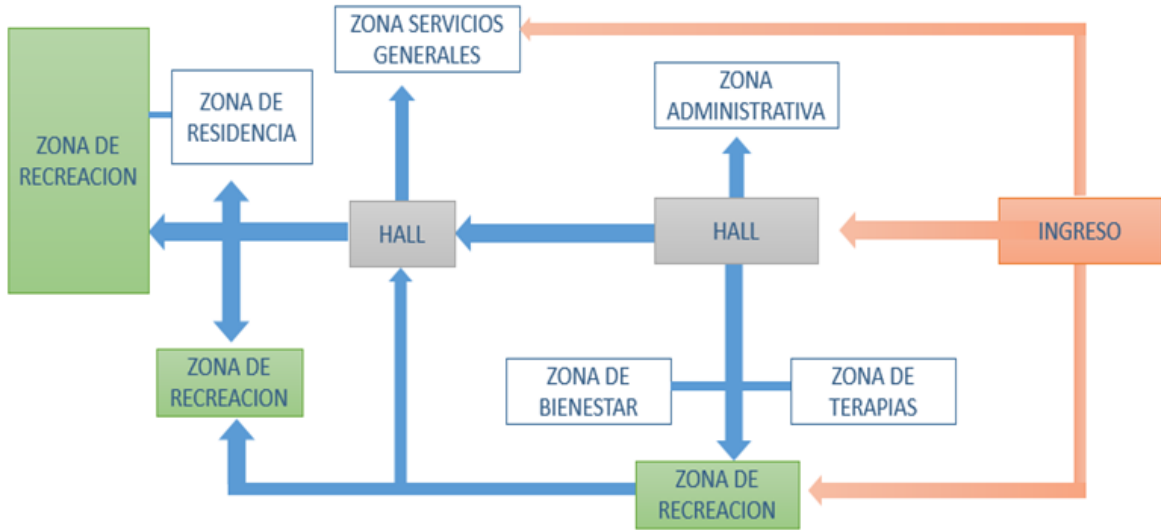 ZONA SERVICIOS
GENERALES
ZONA DE
RESIDENCIA
ZONA
ADMINISTRATIVA
ZONA DE
RECREACION
HALL
HALL
INGRESO
ZONA DE
RECREACION
ZONA DE
BIENESTAR
ZONA DE
TERAPIAS
ZONA DE
RECREACION